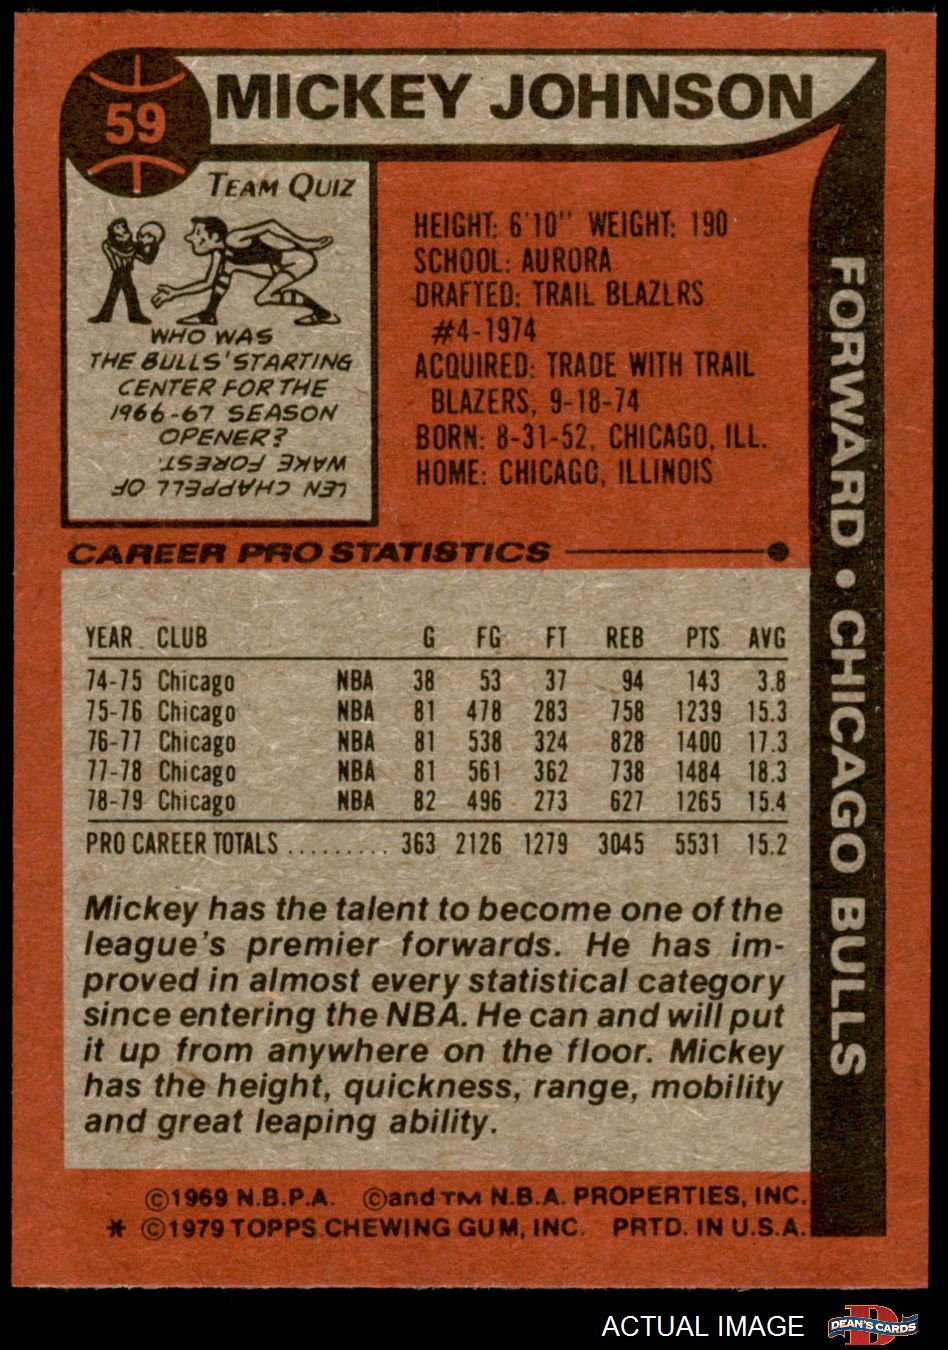 59
MICKEY JOHNSON
TEAM QUIZ
WHO WAS
THE BULLS' STARTING
CENTER FOR THE
1966-67 SEASON
OPENER?
LEN CHAPPELL OF
WAKE FOREST.
HEIGHT: 6'10" WEIGHT: 190
SCHOOL: AURORA
DRAFTED: TRAIL BLAZLRS
#4-1974
ACQUIRED: TRADE WITH TRAIL
BLAZERS, 9-18-74
BORN: 8-31-52, CHICAGO, ILL.
HOME: CHICAGO, ILLINOIS
FORWARD • CHICAGO BULLS
CAREER PRO STATISTICS
YEAR CLUB G FG FT REB PTS AVG
74-75 Chicago NBA 38 53 37 94 143 3.8
75-76 Chicago NBA 81 478 283 758 1239 15.3
76-77 Chicago NBA 81 538 324 828 1400 17.3
77-78 Chicago NBA 81 561 362 738 1484 18.3
78-79 Chicago NBA 82 496 273 627 1265 15.4
PRO CAREER TOTALS ......... 363 2126 1279 3045 5531 15.2
Mickey has the talent to become one of the
league's premier forwards. He has im-
proved in almost every statistical category
since entering the NBA. He can and will put
it up from anywhere on the floor. Mickey
has the height, quickness, range, mobility
and great leaping ability.
©1969 N.B.P.A. ©and TM N.B.A. PROPERTIES, INC.
* ©1979 TOPPS CHEWING GUM, INC. PRTD. IN U.S.A.
ACTUAL IMAGE
D
DEAN'S CARDS